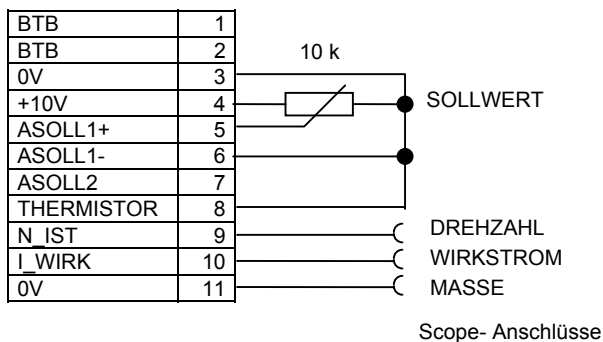 BTB 1
BTB 2 10 k
0V 3
+10V 4 SOLLWERT
ASOLL1+ 5
ASOLL1- 6
ASOLL2 7
THERMISTOR 8
N_IST 9 DREHZAHL
I_WIRK 10 WIRKSTROM
0V 11 MASSE
Scope- Anschlüsse